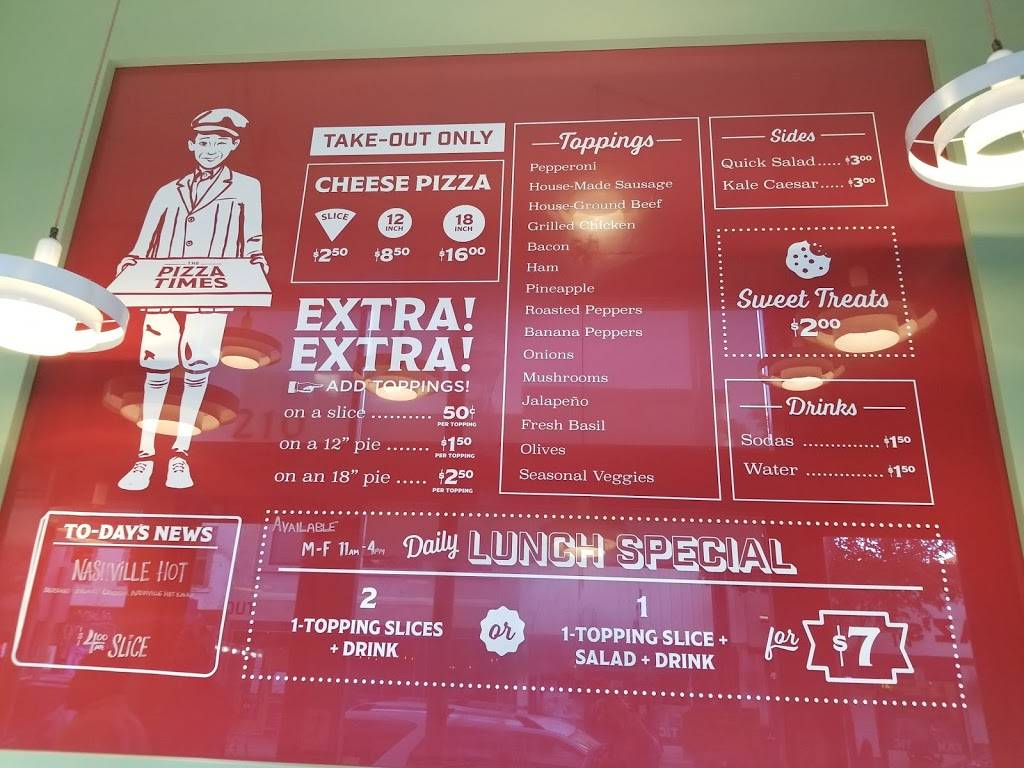 THE
PIZZA
TIMES
TAKE-OUT ONLY
CHEESE PIZZA
SLICE 12 INCH 18 INCH
$2.50 $8.50 $16.00
EXTRA!
EXTRA!
ADD TOPPINGS!
on a slice .......... 50¢
PER TOPPING
on a 12" pie ....... $1.50
PER TOPPING
on an 18" pie ..... $2.50
PER TOPPING
Toppings
Pepperoni
House-Made Sausage
House-Ground Beef
Grilled Chicken
Bacon
Ham
Pineapple
Roasted Peppers
Banana Peppers
Onions
Mushrooms
Jalapeño
Fresh Basil
Olives
Seasonal Veggies
Sides
Quick Salad..... $3.00
Kale Caesar..... $3.00
Sweet Treats
$2.00
Drinks
Sodas ............... $1.50
Water ............... $1.50
TO-DAY'S NEWS
NASHVILLE HOT
$4.00 SLICE
AVAILABLE
M-F 11AM-4PM
Daily LUNCH SPECIAL
2
1-TOPPING SLICES
+ DRINK
or
1
1-TOPPING SLICE +
SALAD + DRINK
for $7